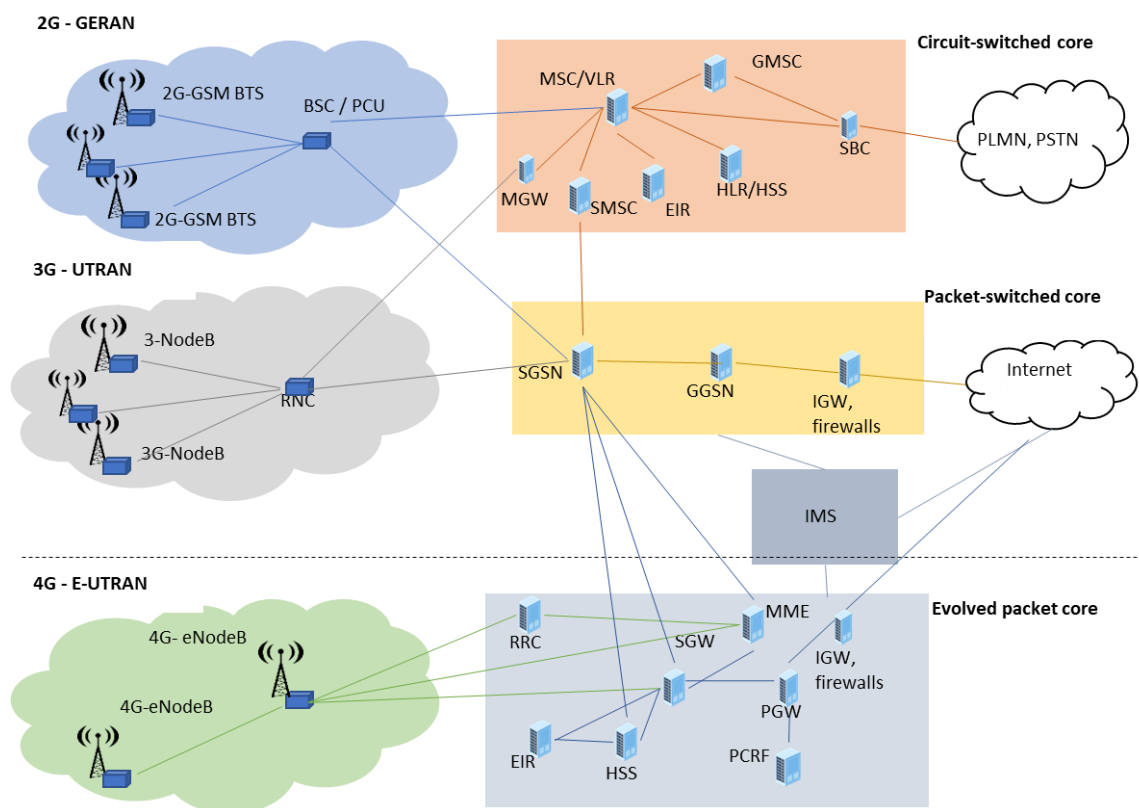 2G - GERAN
Circuit-switched core
GMSC
MSC/VLR
2G-GSM BTS
BSC / PCU
PLMN, PSTN
SBC
MGW
SMSC
EIR
HLR/HSS
2G-GSM BTS
3G - UTRAN
Packet-switched core
3-NodeB
SGSN
GGSN
Internet
RNC
IGW,
firewalls
3G-NodeB
IMS
4G - E-UTRAN
Evolved packet core
MME
4G- eNodeB
RRC
SGW
IGW,
firewalls
4G-eNodeB
PGW
EIR
HSS
PCRF